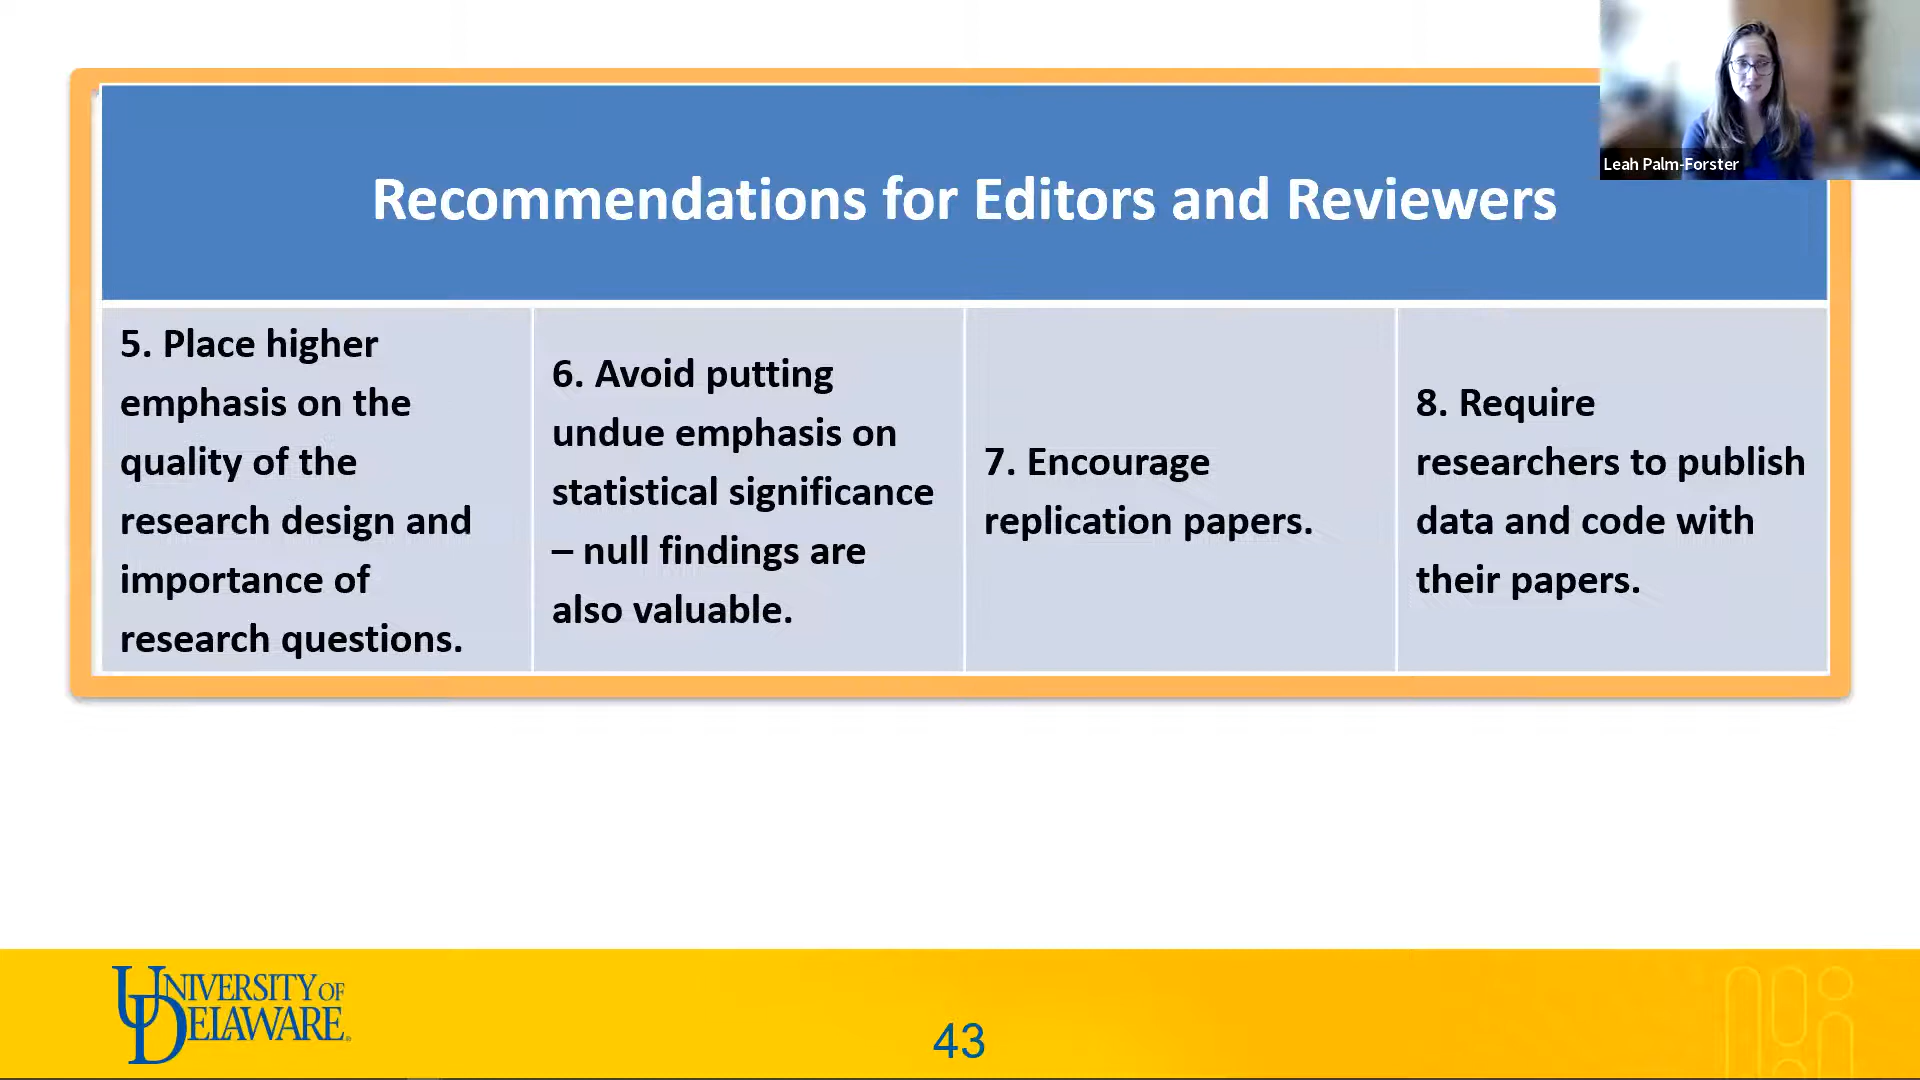 Leah Palm-Forster
Recommendations for Editors and Reviewers
5. Place higher
emphasis on the
quality of the
research design and
importance of
research questions.
6. Avoid putting
undue emphasis on
statistical significance
– null findings are
also valuable.
7. Encourage
replication papers.
8. Require
researchers to publish
data and code with
their papers.
UNIVERSITY OF
DELAWARE®
43